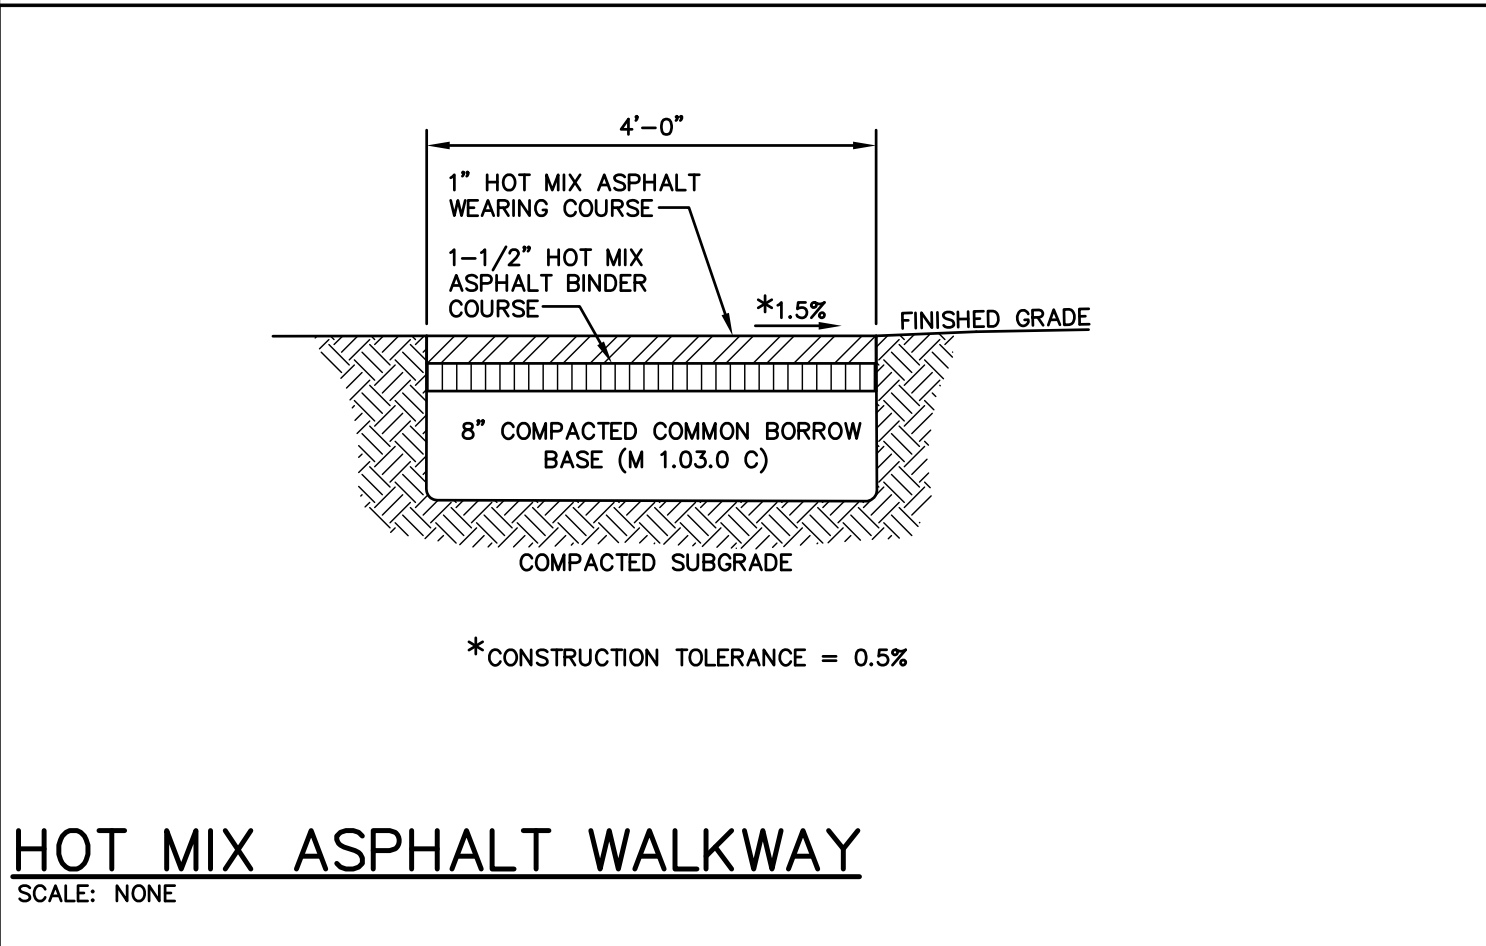 4'-0"
1" HOT MIX ASPHALT
WEARING COURSE
1-1/2" HOT MIX
ASPHALT BINDER
COURSE
*1.5%
FINISHED GRADE
8" COMPACTED COMMON BORROW
BASE (M 1.03.0 C)
COMPACTED SUBGRADE
*CONSTRUCTION TOLERANCE = 0.5%
HOT MIX ASPHALT WALKWAY
SCALE: NONE